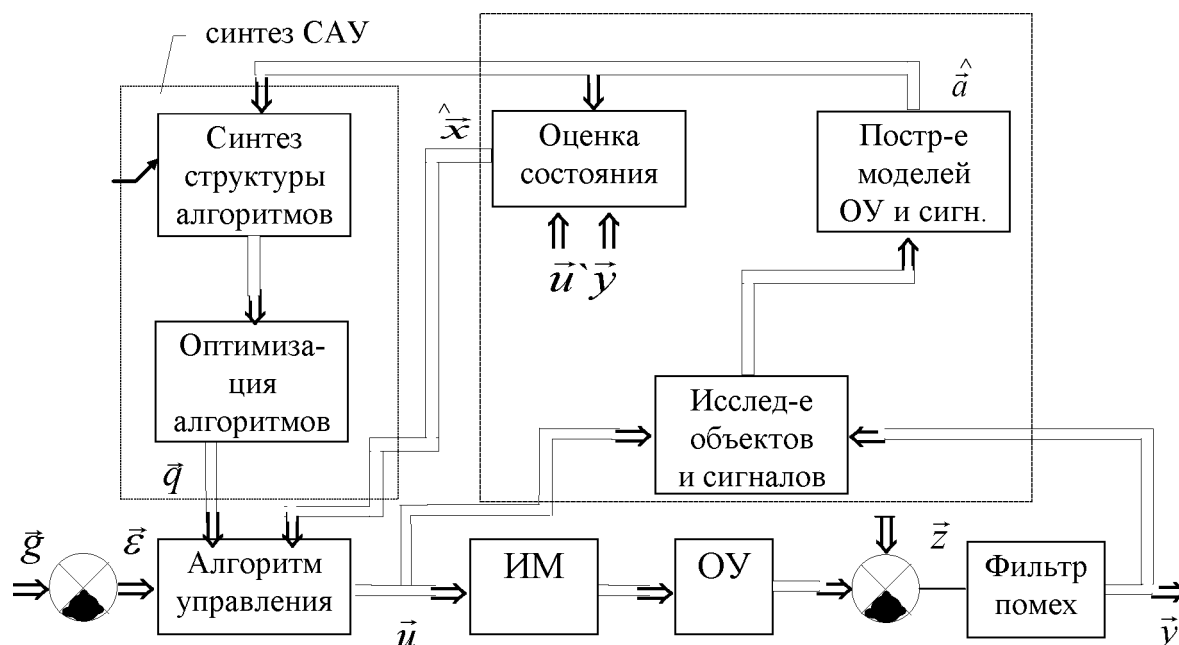 синтез САУ
Синтез
структуры
алгоритмов
Оптимиза-
ция
алгоритмов
Оценка
состояния
Постр-е
моделей
ОУ и сигн.
Исслед-е
объектов
и сигналов
Алгоритм
управления
ИМ
ОУ
Фильтр
помех
x̂⃗
â⃗
u⃗`y⃗
q⃗
g⃗
ε⃗
u⃗
z⃗
y⃗